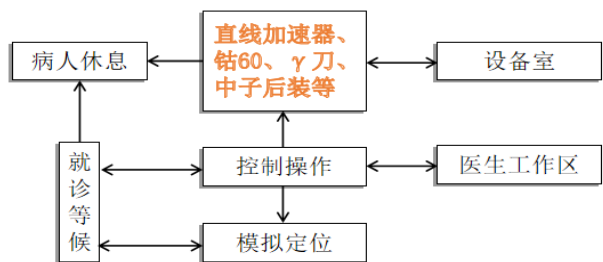 病人休息
直线加速器、
钴60、γ刀、
中子后装等
设备室
就诊等候
控制操作
医生工作区
模拟定位